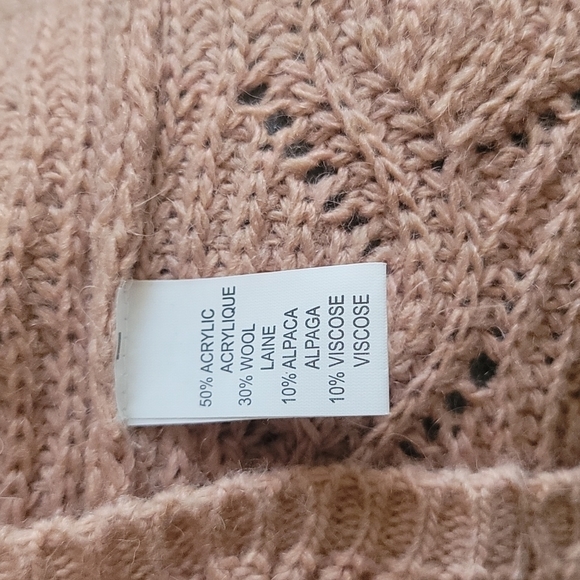 50% ACRYLIC
ACRYLIQUE
30% WOOL
LAINE
10% ALPACA
ALPAGA
10% VISCOSE
VISCOSE